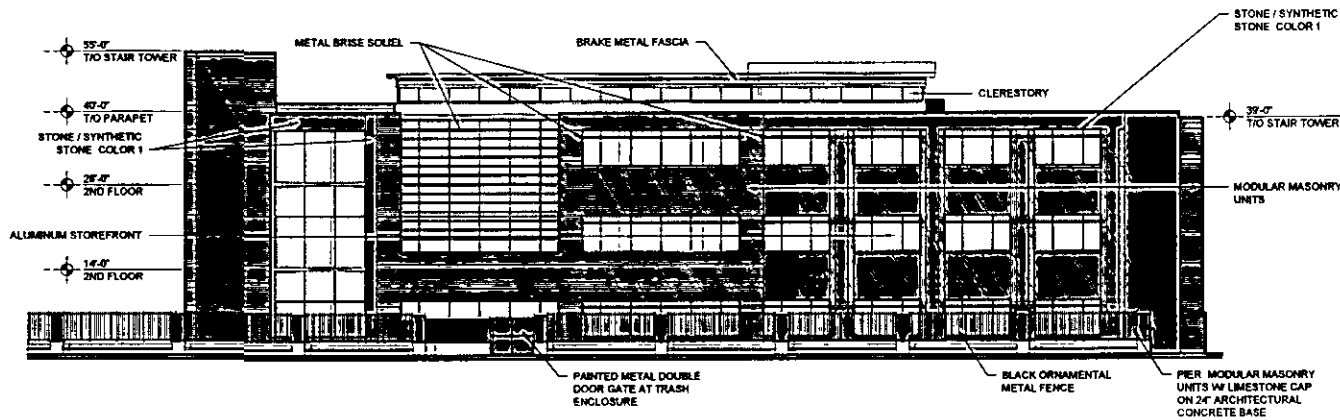 STONE / SYNTHETIC
STONE COLOR 1
55'-0"
T/O STAIR TOWER
METAL BRISE SOLIEL
BRAKE METAL FASCIA
CLERESTORY
40'-0"
T/O PARAPET
39'-0"
T/O STAIR TOWER
STONE / SYNTHETIC
STONE COLOR 1
26'-0"
2ND FLOOR
MODULAR MASONRY
UNITS
ALUMINUM STOREFRONT
14'-0"
2ND FLOOR
PAINTED METAL DOUBLE
DOOR GATE AT TRASH
ENCLOSURE
BLACK ORNAMENTAL
METAL FENCE
PIER MODULAR MASONRY
UNITS W/ LIMESTONE CAP
ON 24" ARCHITECTURAL
CONCRETE BASE